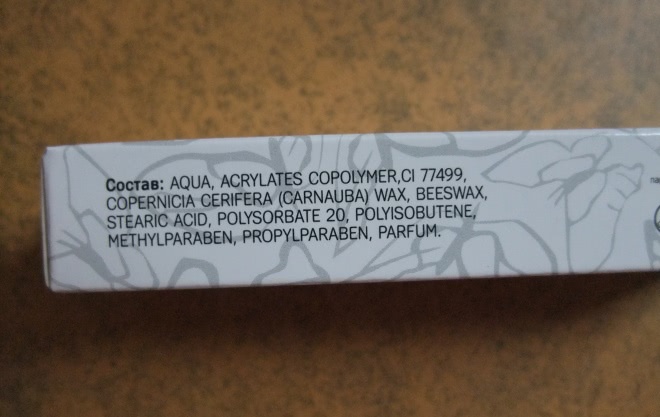 Состав: AQUA, ACRYLATES COPOLYMER,CI 77499,
COPERNICIA CERIFERA (CARNAUBA) WAX, BEESWAX,
STEARIC ACID, POLYSORBATE 20, POLYISOBUTENE,
METHYLPARABEN, PROPYLPARABEN, PARFUM.